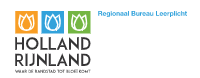 Regionaal Bureau Leerplicht
HOLLAND
RIJNLAND
WAAR DE RANDSTAD TOT BLOEI KOMT